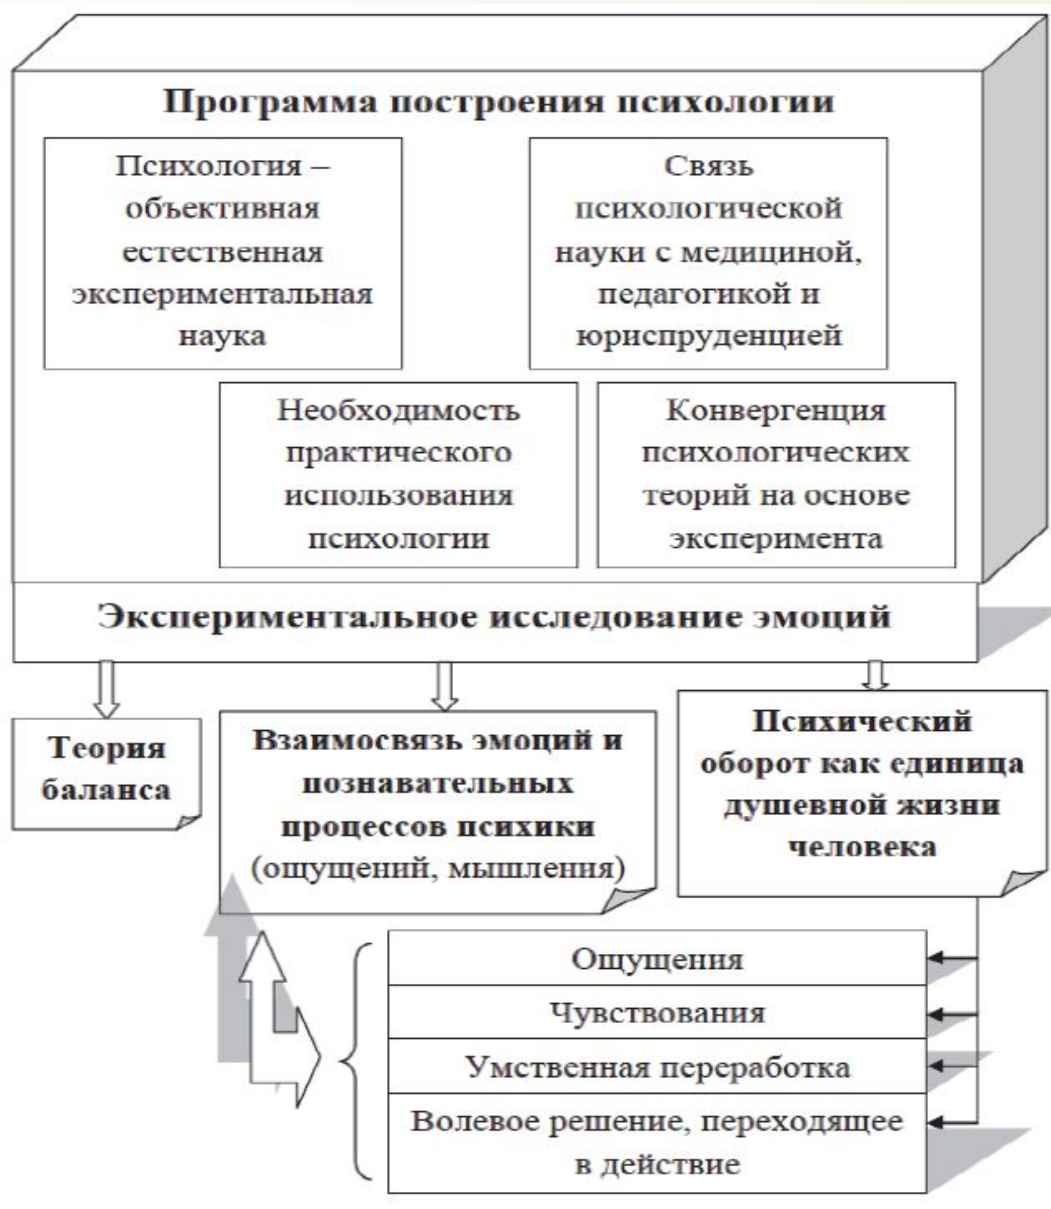 Программа построения психологии
Психология –
объективная
естественная
экспериментальная
наука
Связь
психологической
науки с медициной,
педагогикой и
юриспруденцией
Необходимость
практического
использования
психологии
Конвергенция
психологических
теорий на основе
эксперимента
Экспериментальное исследование эмоций
Теория
баланса
Взаимосвязь эмоций и
познавательных
процессов психики
(ощущений, мышления)
Психический
оборот как единица
душевной жизни
человека
Ощущения
Чувствования
Умственная переработка
Волевое решение, переходящее
в действие